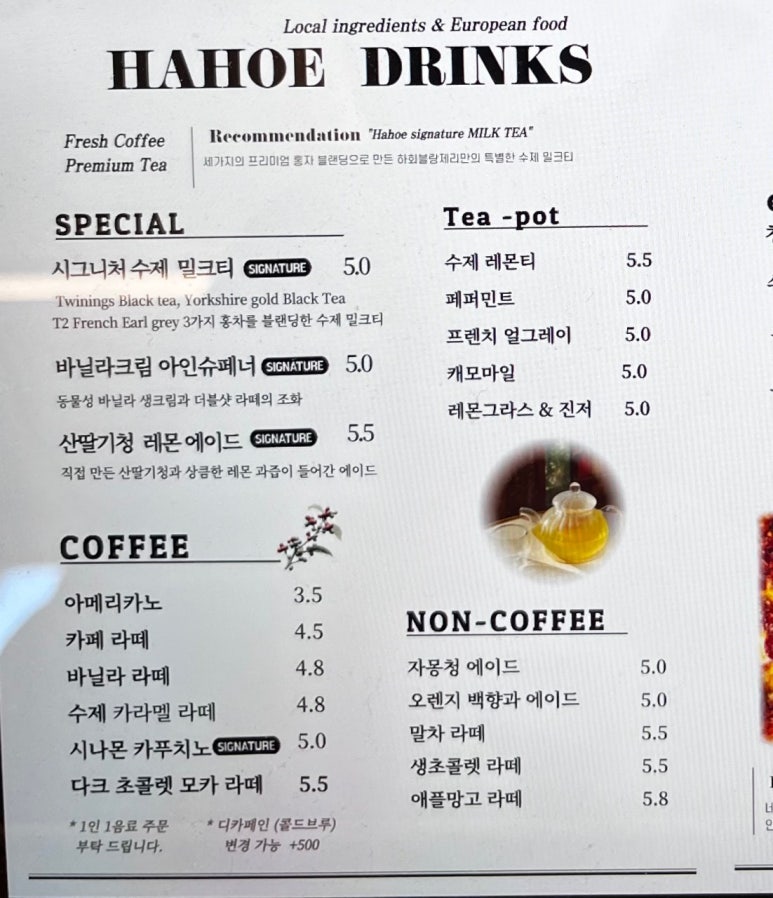 Local ingredients & European food
HAHOE DRINKS
Fresh Coffee
Premium Tea
Recommendation "Hahoe signature MILK TEA"
세가지의 프리미엄 홍자 블랜딩으로 만든 하회블랑제리만의 특별한 수제 밀크티
SPECIAL
시그니처 수제 밀크티 SIGNATURE 5.0
Twinings Black tea, Yorkshire gold Black Tea
T2 French Earl grey 3가지 홍차를 블랜딩한 수제 밀크티
바닐라크림 아인슈페너 SIGNATURE 5.0
동물성 바닐라 생크림과 더블샷 라떼의 조화
산딸기청 레몬에이드 SIGNATURE 5.5
직접 만든 산딸기청과 상큼한 레몬 과즙이 들어간 에이드
COFFEE
아메리카노 3.5
카페 라떼 4.5
바닐라 라떼 4.8
수제 카라멜 라떼 4.8
시나몬 카푸치노 SIGNATURE 5.0
다크 초콜렛 모카 라떼 5.5
* 1인 1음료 주문
부탁 드립니다.
* 디카페인 (콜드브루)
변경 가능 +500
Tea -pot
수제 레몬티 5.5
페퍼민트 5.0
프렌치 얼그레이 5.0
캐모마일 5.0
레몬그라스 & 진저 5.0
NON-COFFEE
자몽청 에이드 5.0
오렌지 백향과 에이드 5.0
말차 라떼 5.5
생초콜렛 라떼 5.5
애플망고 라떼 5.8